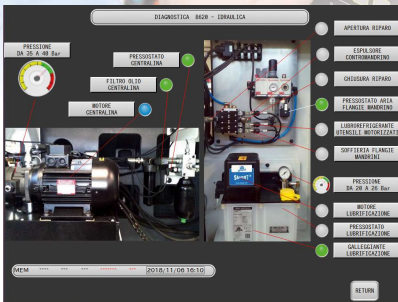 DIAGNOSTICA 8620 - IDRAULICA
PRESSIONE
DA 35 A 40 Bar
PRESSOSTATO
CENTRALINA
FILTRO OLIO
CENTRALINA
MOTORE
CENTRALINA
APERTURA RIPARO
ESPULSORE
CONTROMANDRINO
CHIUSURA RIPARO
PRESSOSTATO ARIA
FLANGIE MANDRINO
LUBROREFRIGERANTE
UTENSILI MOTORIZZATI
SOFFIERIA FLANGIE
MANDRINI
PRESSIONE
DA 20 A 26 Bar
MOTORE
LUBRIFICAZIONE
PRESSOSTATO
LUBRIFICAZIONE
GALLEGGIANTE
LUBRIFICAZIONE
MEM **** *** *** ******* *** 2018/11/06 16:10
RETURN